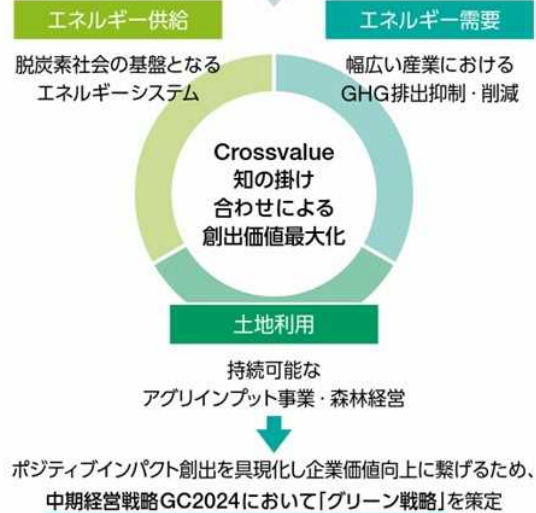 エネルギー供給
エネルギー需要
脱炭素社会の基盤となる
エネルギーシステム
幅広い産業における
GHG排出抑制・削減
Crossvalue
知の掛け
合わせによる
創出価値最大化
土地利用
持続可能な
アグリインプット事業・森林経営
ポジティブインパクト創出を具現化し企業価値向上に繋げるため、
中期経営戦略GC2024において「グリーン戦略」を策定